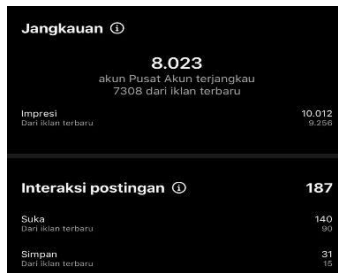 Jangkauan
8.023
akun Pusat Akun terjangkau
7308 dari iklan terbaru
Impresi 10.012
Dari iklan terbaru 9.256
Interaksi postingan 187
Suka 140
Dari iklan terbaru 90
Simpan 31
Dari iklan terbaru 15